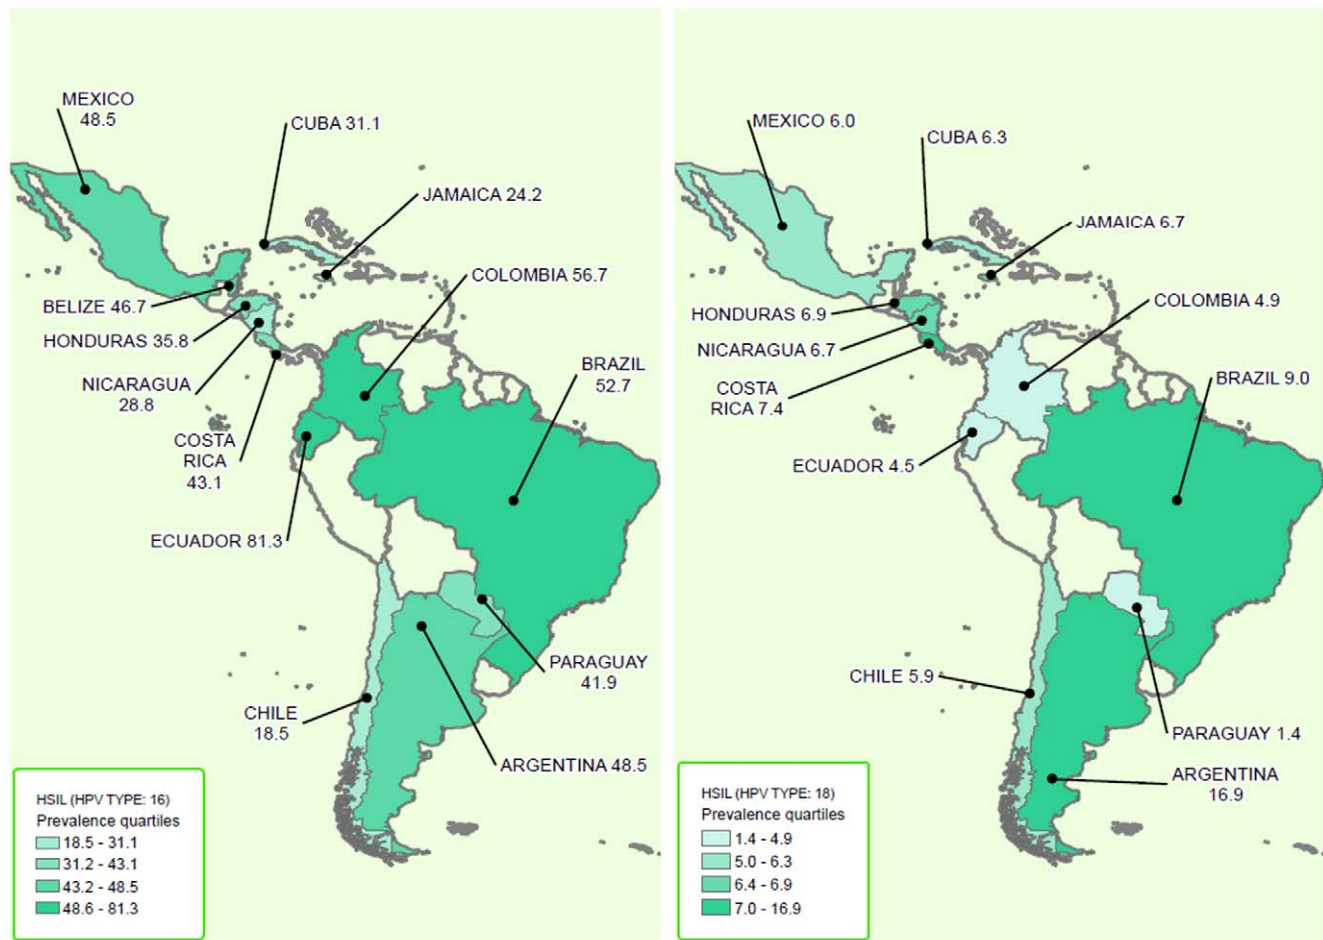 MEXICO
48.5
CUBA 31.1
JAMAICA 24.2
COLOMBIA 56.7
BELIZE 46.7
HONDURAS 35.8
NICARAGUA
28.8
BRAZIL
52.7
COSTA
RICA
43.1
ECUADOR 81.3
PARAGUAY
41.9
CHILE
18.5
ARGENTINA 48.5
HSIL (HPV TYPE: 16)
Prevalence quartiles
18.5 - 31.1
31.2 - 43.1
43.2 - 48.5
48.6 - 81.3
MEXICO 6.0
CUBA 6.3
JAMAICA 6.7
COLOMBIA 4.9
HONDURAS 6.9
NICARAGUA 6.7
COSTA
RICA 7.4
BRAZIL 9.0
ECUADOR 4.5
CHILE 5.9
PARAGUAY 1.4
ARGENTINA
16.9
HSIL (HPV TYPE: 18)
Prevalence quartiles
1.4 - 4.9
5.0 - 6.3
6.4 - 6.9
7.0 - 16.9